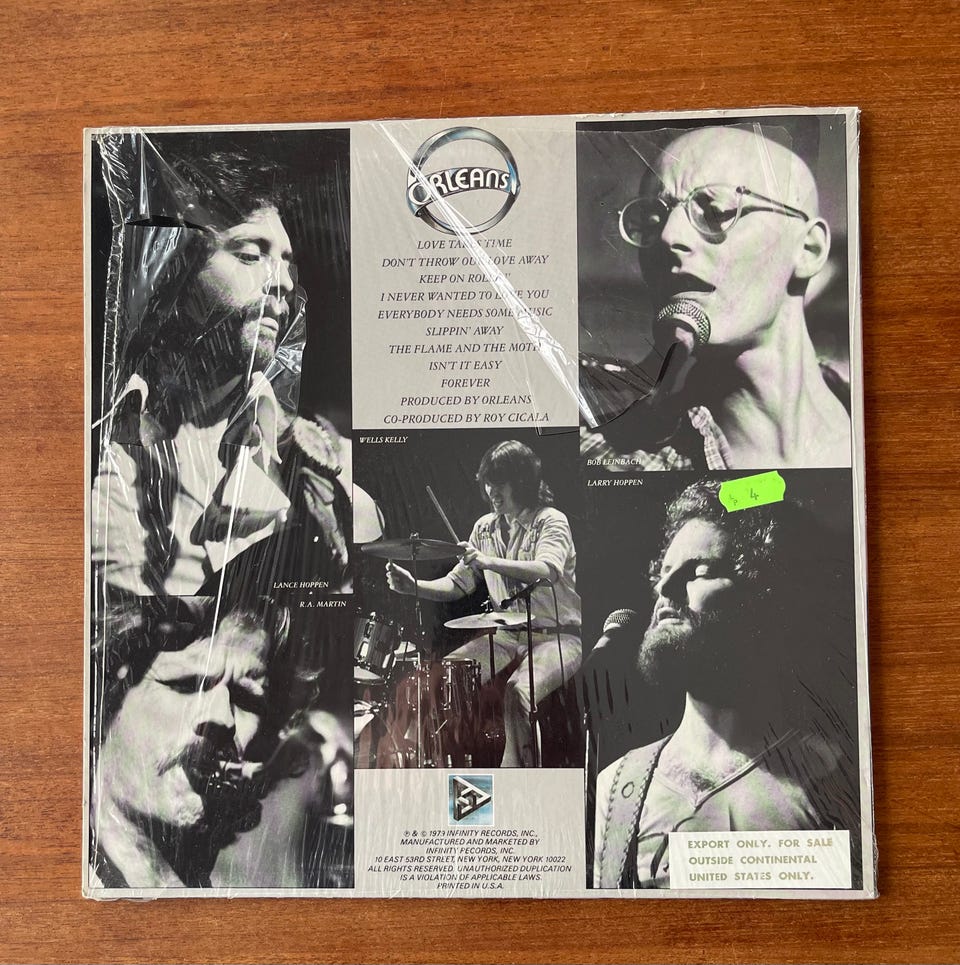 ORLEANS
LOVE TAKES TIME
DON'T THROW OUR LOVE AWAY
KEEP ON ROLLIN'
I NEVER WANTED TO LOVE YOU
EVERYBODY NEEDS SOME MUSIC
SLIPPIN' AWAY
THE FLAME AND THE MOTH
ISN'T IT EASY
FOREVER
PRODUCED BY ORLEANS
CO-PRODUCED BY ROY CICALA
WELLS KELLY
BOB LEINBACH
LARRY HOPPEN
4
LANCE HOPPEN
R.A. MARTIN
℗ & © 1979 INFINITY RECORDS, INC.,
MANUFACTURED AND MARKETED BY
INFINITY RECORDS, INC.
10 EAST 53RD STREET, NEW YORK, NEW YORK 10022
ALL RIGHTS RESERVED. UNAUTHORIZED DUPLICATION
IS A VIOLATION OF APPLICABLE LAWS.
PRINTED IN U.S.A.
EXPORT ONLY. FOR SALE
OUTSIDE CONTINENTAL
UNITED STATES ONLY.